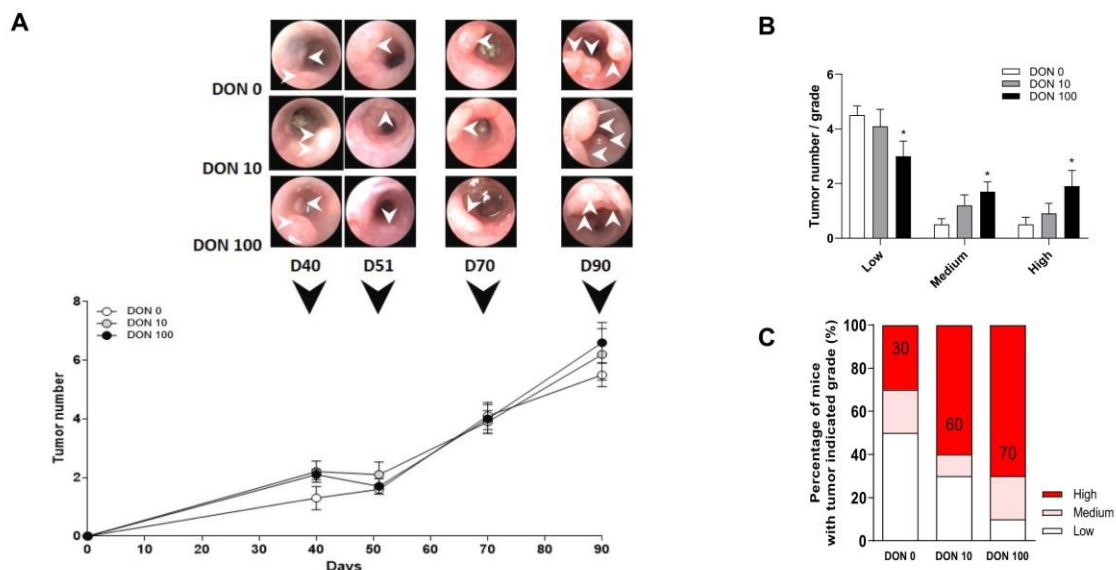 A
DON 0
DON 10
DON 100
D40 D51 D70 D90
8
6
4
2
0
Tumor number
DON 0
DON 10
DON 100
0 10 20 30 40 50 60 70 80 90
Days
B
6
4
2
0
Tumor number / grade
DON 0
DON 10
DON 100
*
*
*
Low Medium High
C
100
80
60
40
20
0
Percentage of mice
with tumor indicated grade (%)
30
60
70
DON 0 DON 10 DON 100
High
Medium
Low